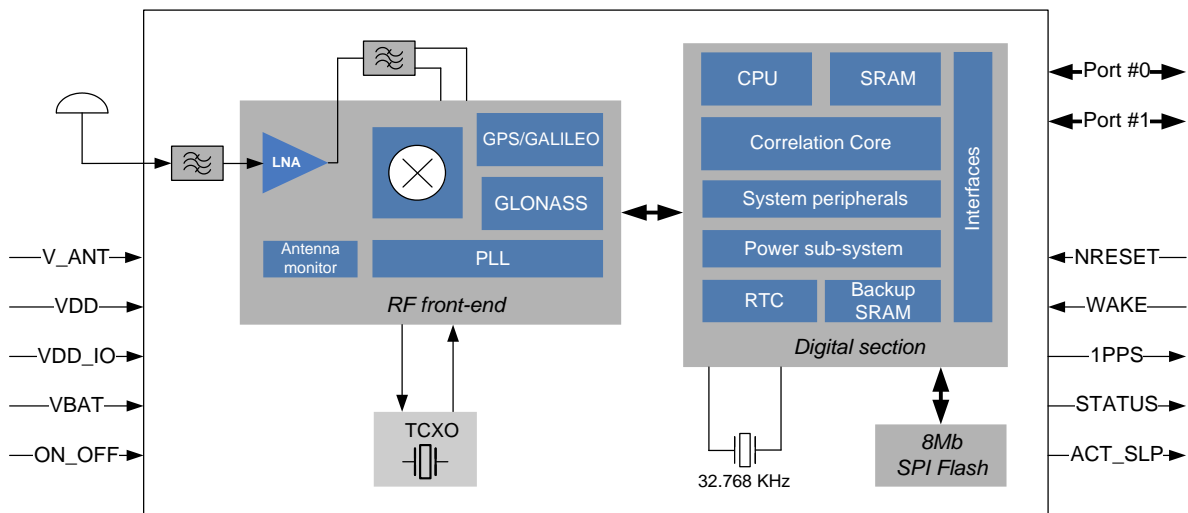 CPU
SRAM
Port #0
Port #1
GPS/GALILEO
Correlation Core
LNA
GLONASS
System peripherals
Interfaces
Antenna
monitor
PLL
Power sub-system
V_ANT
NRESET
RF front-end
RTC
Backup
SRAM
VDD
WAKE
Digital section
VDD_IO
1PPS
VBAT
STATUS
TCXO
8Mb
SPI Flash
ON_OFF
32.768 KHz
ACT_SLP